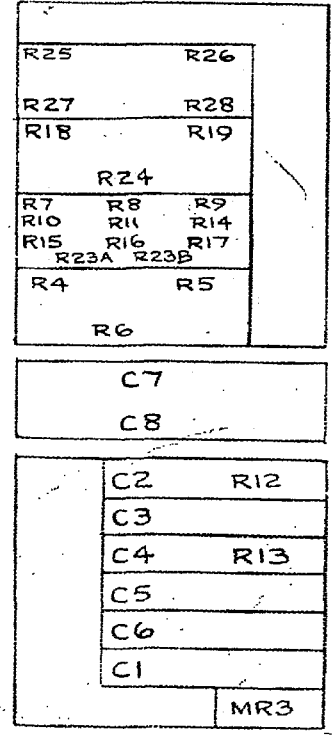 R25 R26
R27 R28
R18 R19
R24
R7 R8 R9
R10 R11 R14
R15 R16 R17
R23A R23B
R4 R5
R6
C7
C8
C2 R12
C3
C4 R13
C5
C6
C1
MR3